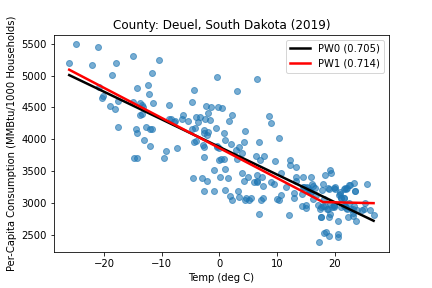 County: Deuel, South Dakota (2019)
Per-Capita Consumption (MMBtu/1000 Households)
5500
5000
4500
4000
3500
3000
2500
PW0 (0.705)
PW1 (0.714)
−20 −10 0 10 20
Temp (deg C)